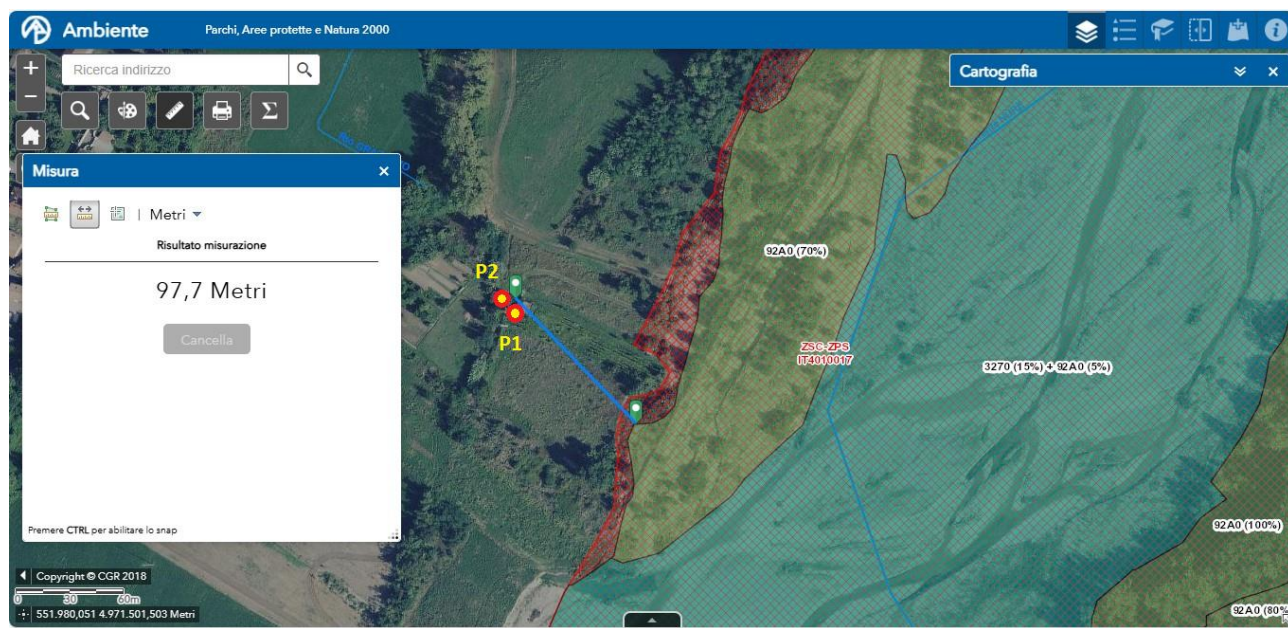 Ambiente
Parchi, Aree protette e Natura 2000
Ricerca indirizzo
Cartografia
Misura
Metri
Risultato misurazione
97,7 Metri
Cancella
Premere CTRL per abilitare lo snap
P2
P1
92A0 (70%)
ZSC-ZPS
IT4010017
3270 (15%) + 92A0 (5%)
92A0 (100%)
92A0 (80%
Copyright © CGR 2018
0 30 60m
551.980,051 4.971.501,503 Metri